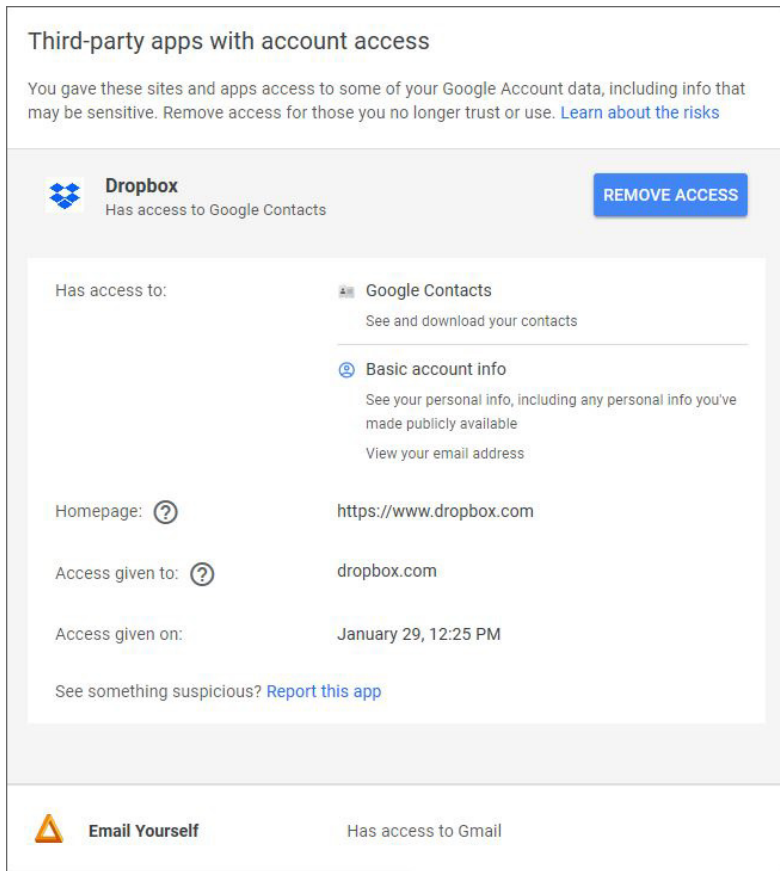 Third-party apps with account access
You gave these sites and apps access to some of your Google Account data, including info that
may be sensitive. Remove access for those you no longer trust or use. Learn about the risks
Dropbox
Has access to Google Contacts
REMOVE ACCESS
Has access to:
Google Contacts
See and download your contacts
Basic account info
See your personal info, including any personal info you've
made publicly available
View your email address
Homepage: ?
https://www.dropbox.com
Access given to: ?
dropbox.com
Access given on:
January 29, 12:25 PM
See something suspicious? Report this app
Email Yourself
Has access to Gmail